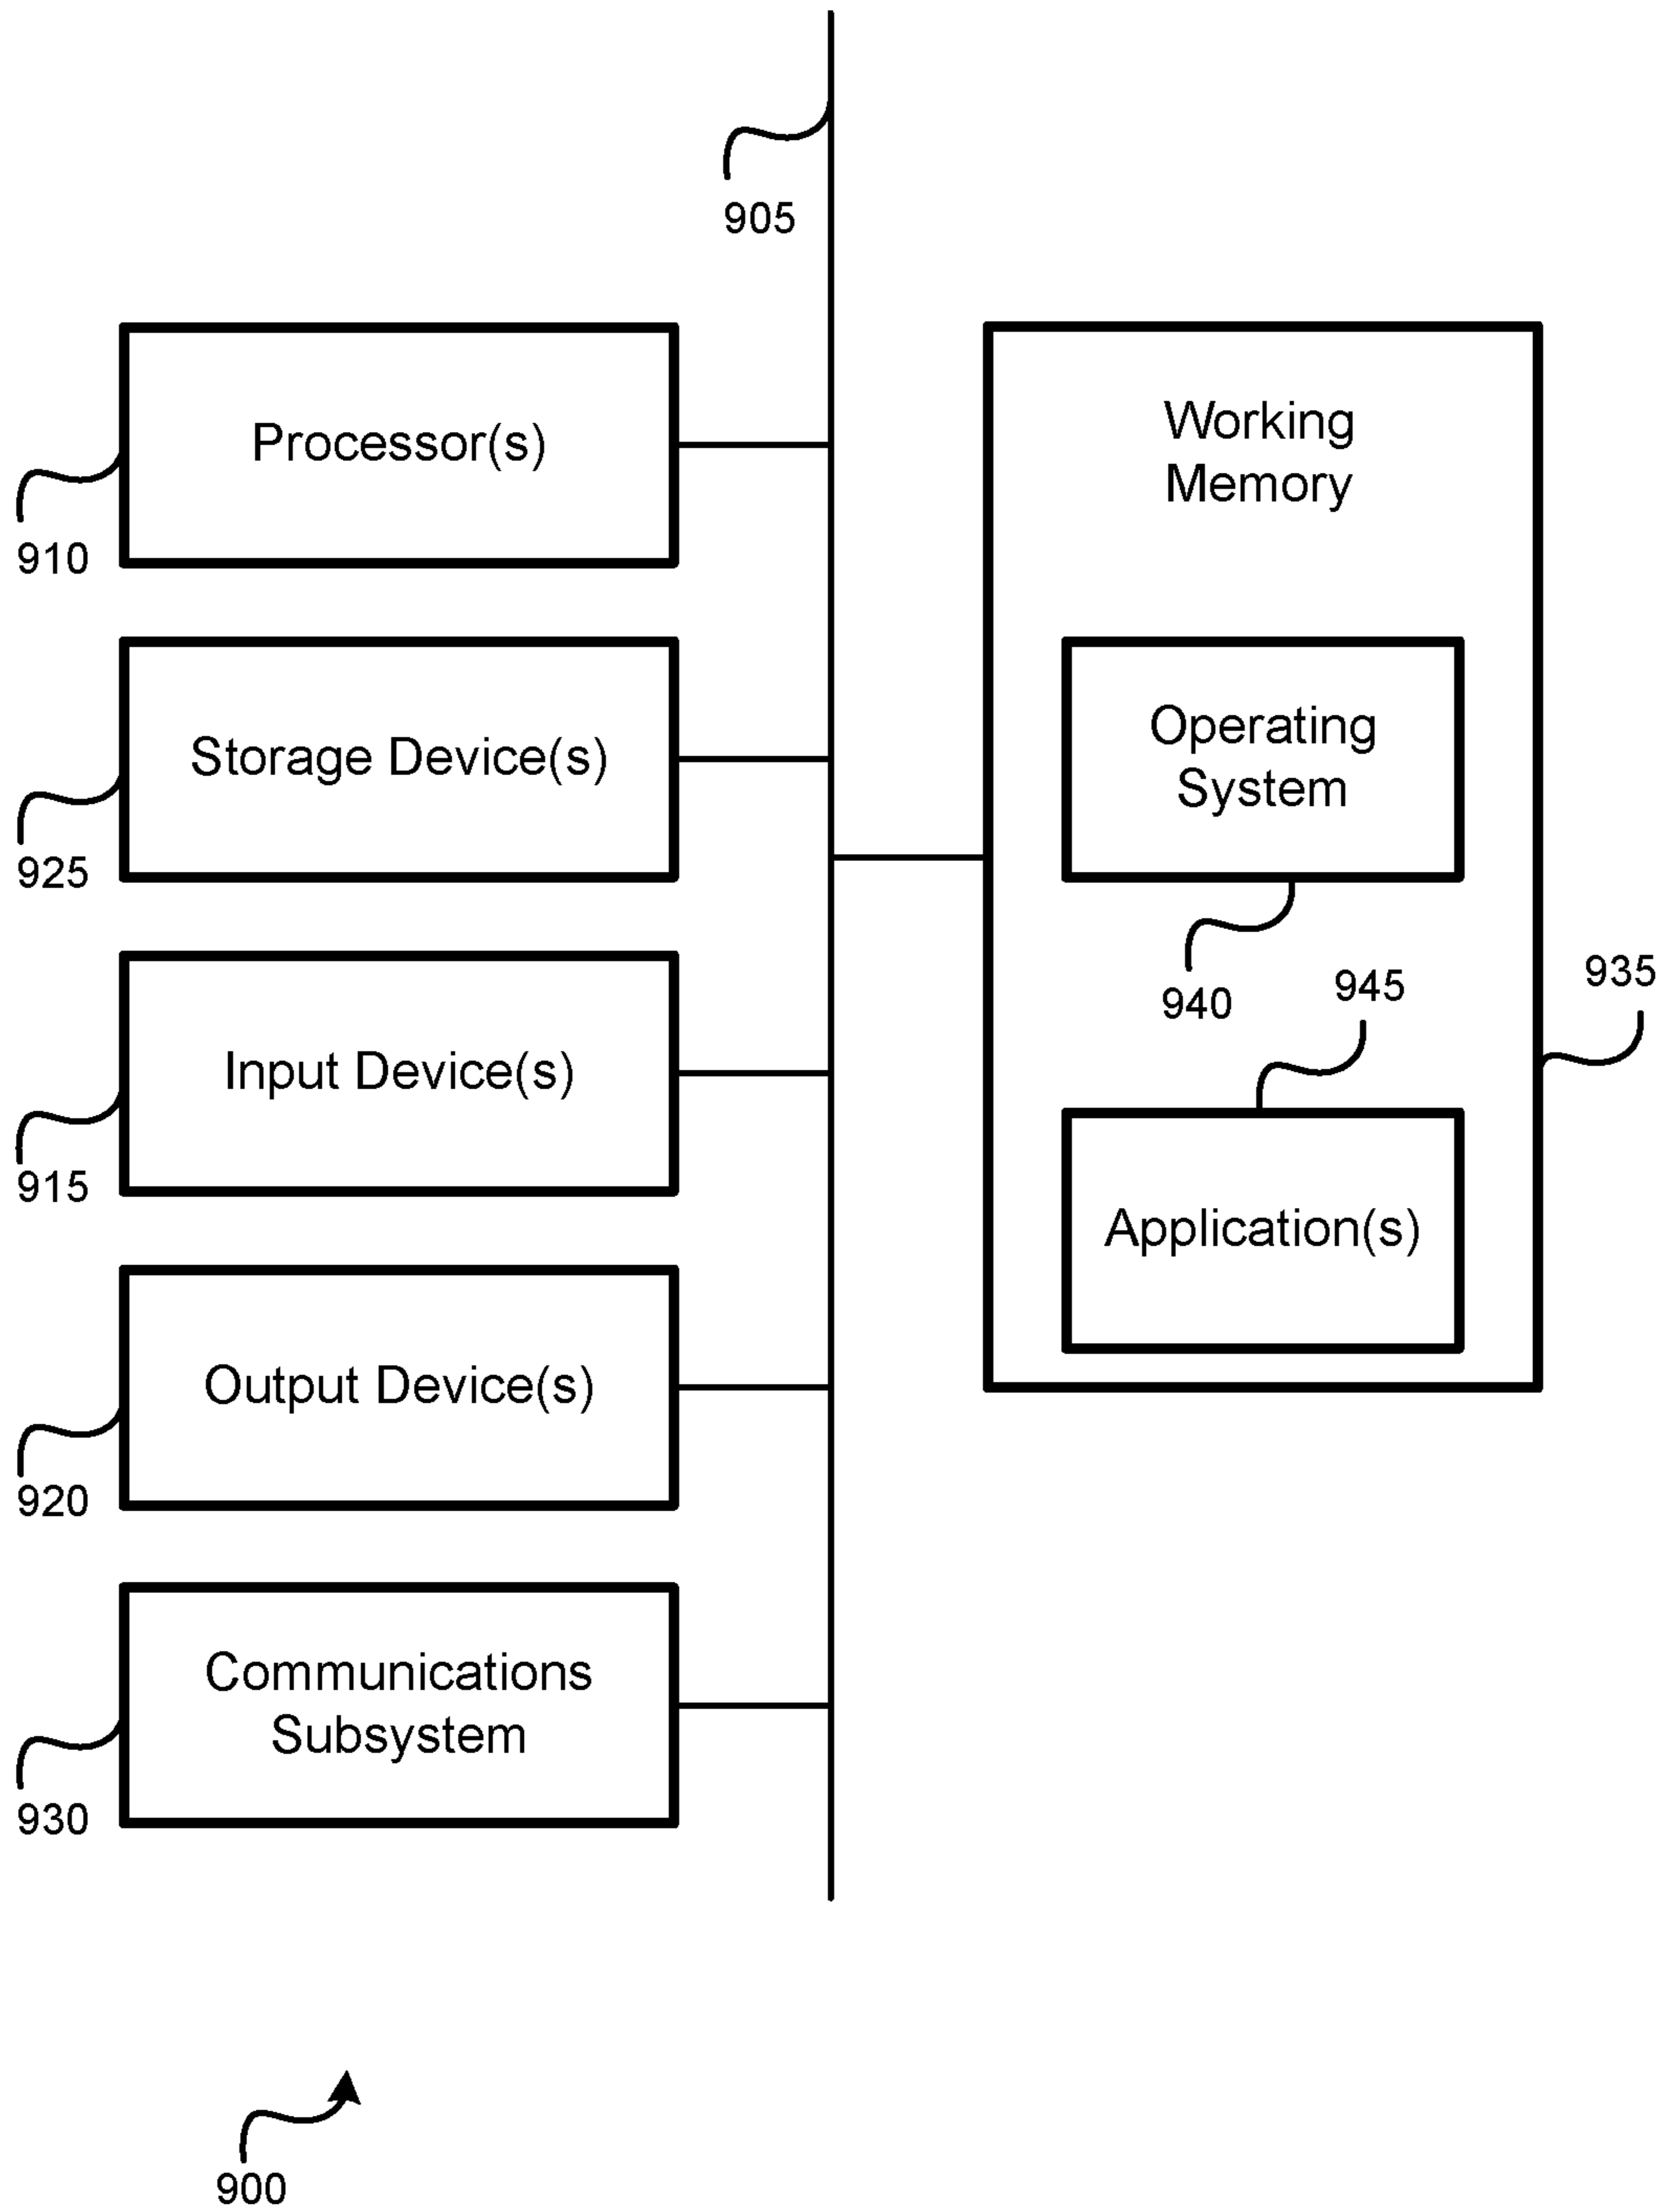 905
Processor(s)
910
Storage Device(s)
925
Input Device(s)
915
Output Device(s)
920
Communications
Subsystem
930
Working
Memory
Operating
System
940
945
935
Application(s)
900